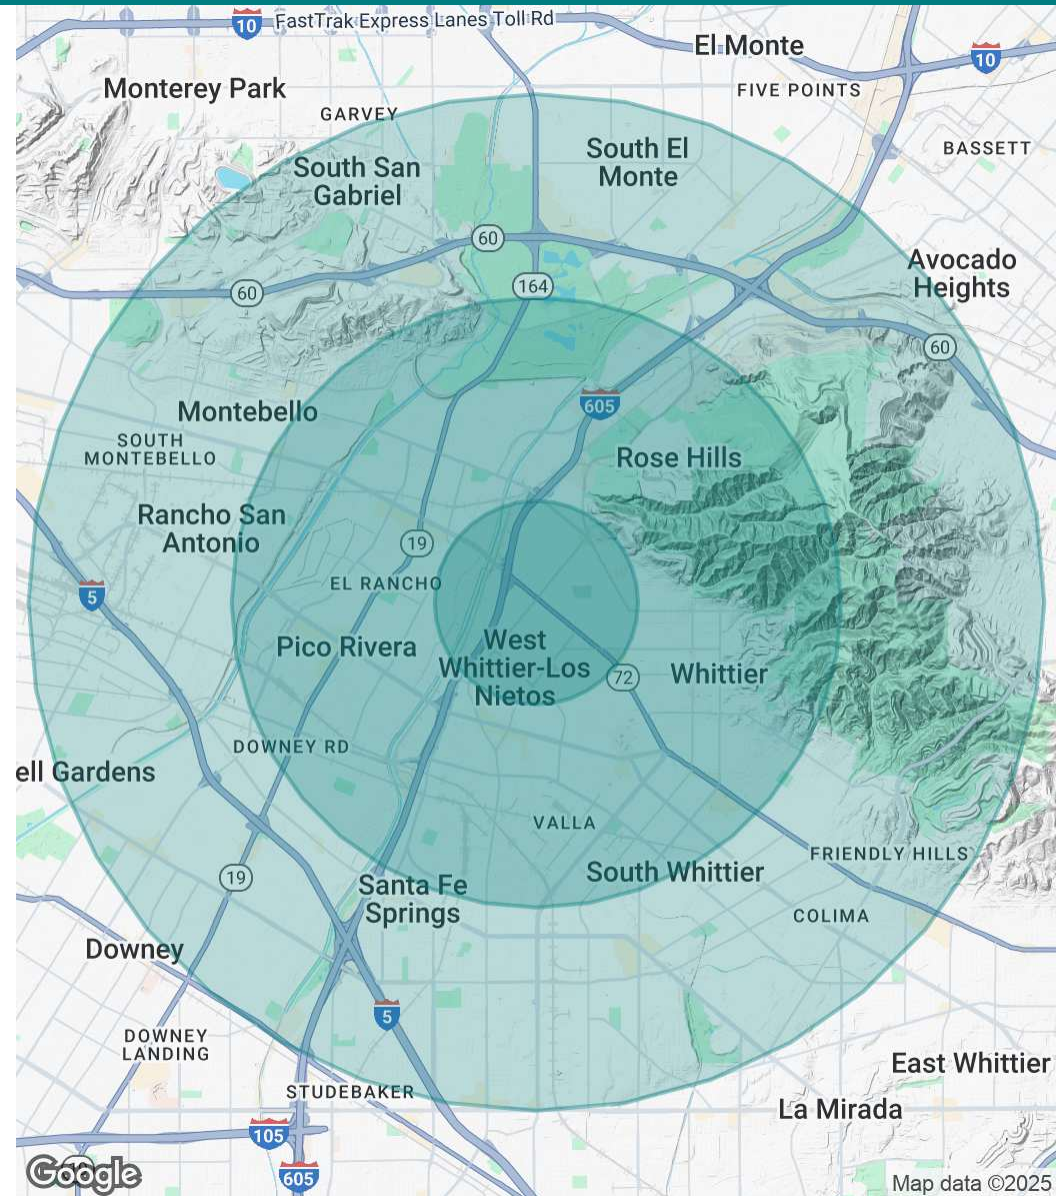 10
FastTrak Express Lanes Toll Rd
El Monte
10
Monterey Park
FIVE POINTS
GARVEY
South El
Monte
BASSETT
South San
Gabriel
60
Avocado
Heights
164
60
60
605
Montebello
SOUTH
MONTEBELLO
Rose Hills
Rancho San
Antonio
19
EL RANCHO
5
Pico Rivera
West
Whittier-Los
Nietos
72
Whittier
DOWNEY RD
ell Gardens
VALLA
FRIENDLY HILLS
South Whittier
19
Santa Fe
Springs
COLIMA
Downey
5
DOWNEY
LANDING
East Whittier
STUDEBAKER
La Mirada
105
605
Google
Map data ©2025